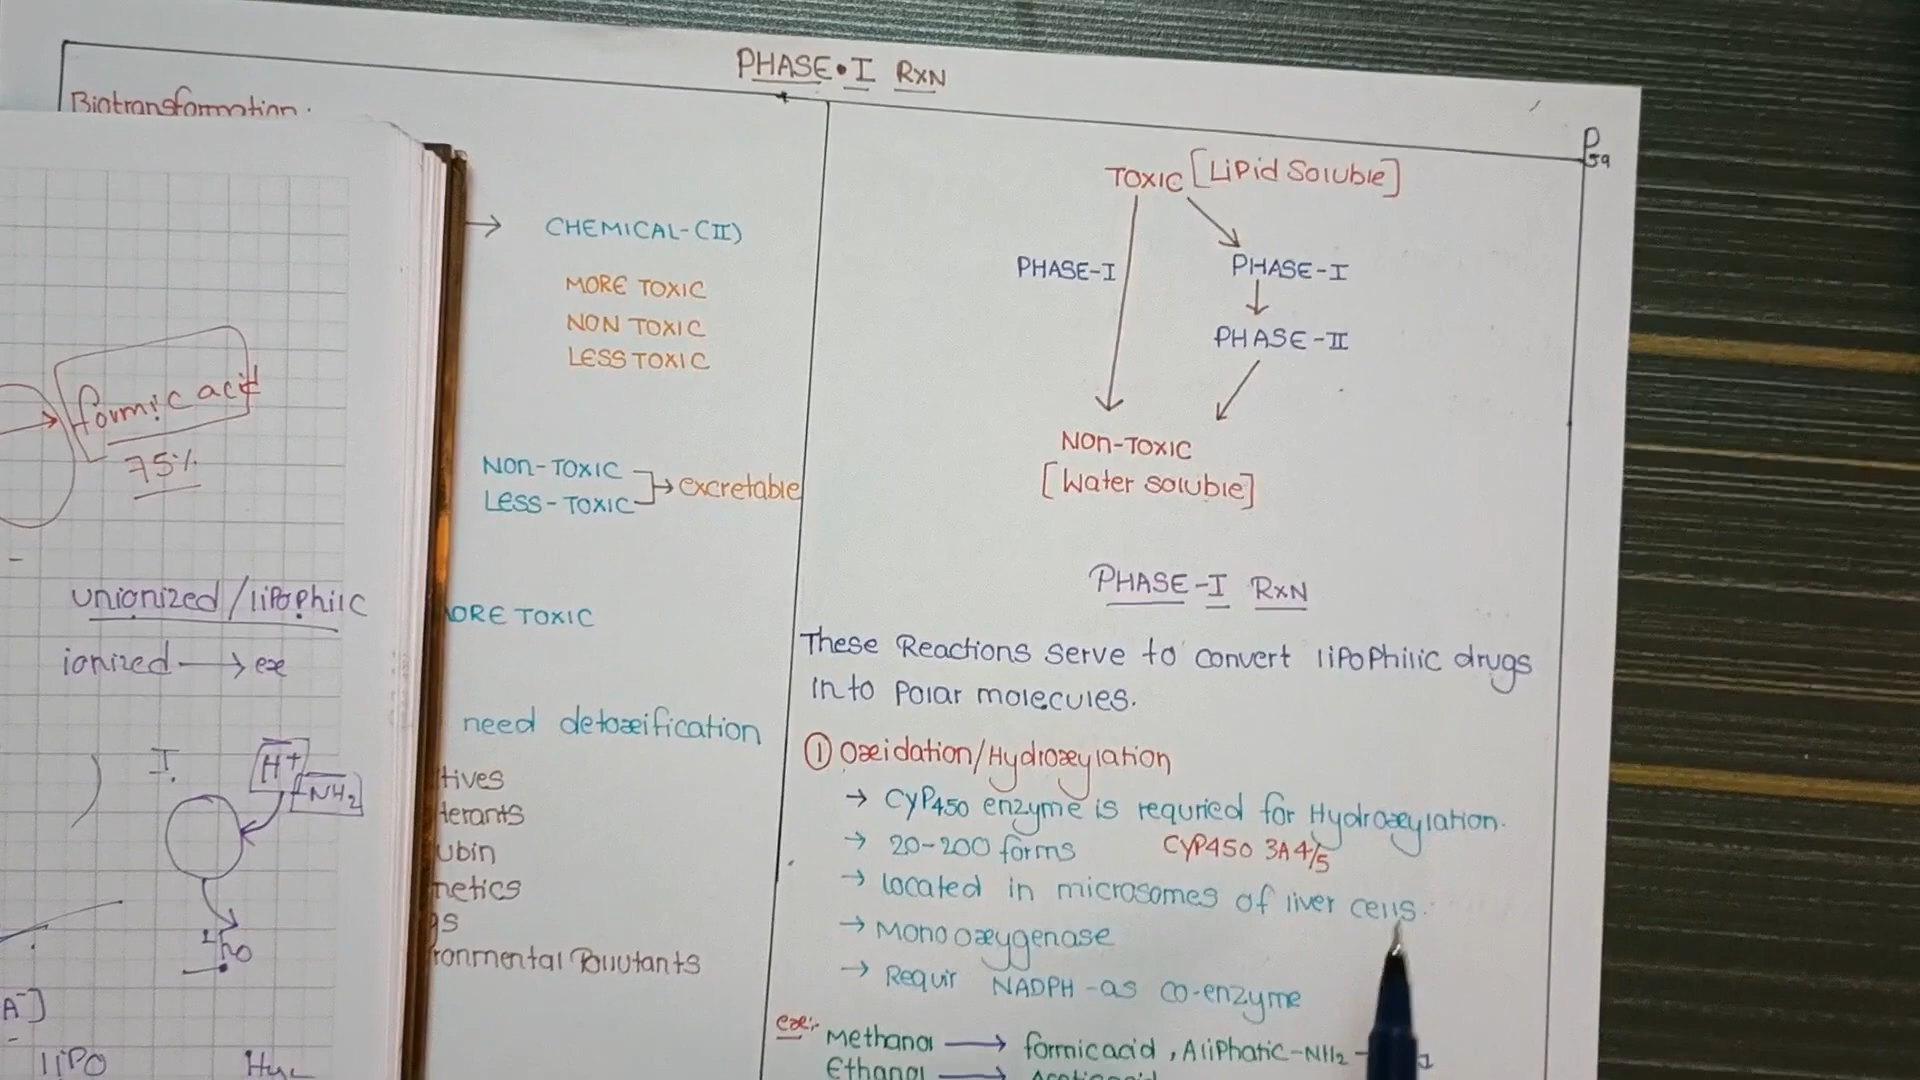 PHASE•I RXN
Biotransformation.
P59
→ CHEMICAL-(II)
MORE TOXIC
NON TOXIC
LESS TOXIC
NON-TOXIC
LESS-TOXIC → excretable
ORE TOXIC
need detoxification
tives
terants
ubin
metics
gs
ronmental Pollutants
TOXIC [Lipid Soluble]
PHASE-I
PHASE-I
PHASE-II
NON-TOXIC
[Water soluble]
PHASE-I RXN
These Reactions serve to convert lipophilic drugs
into Polar molecules.
① Oxidation/Hydroxylation
→ CYP450 enzyme is requried for Hydroxylation.
→ 20-200 forms CYP450 3A4/5
→ located in microsomes of liver cells.
→ Monooxygenase
→ Requir NADPH-as co-enzyme
ex:- Methanol → formic acid, Aliphatic-NH2
Ethanol →
formic acid
75%
unionized/lipophilic
ionized → ex
I.
H+
NH2
A-]
lipo